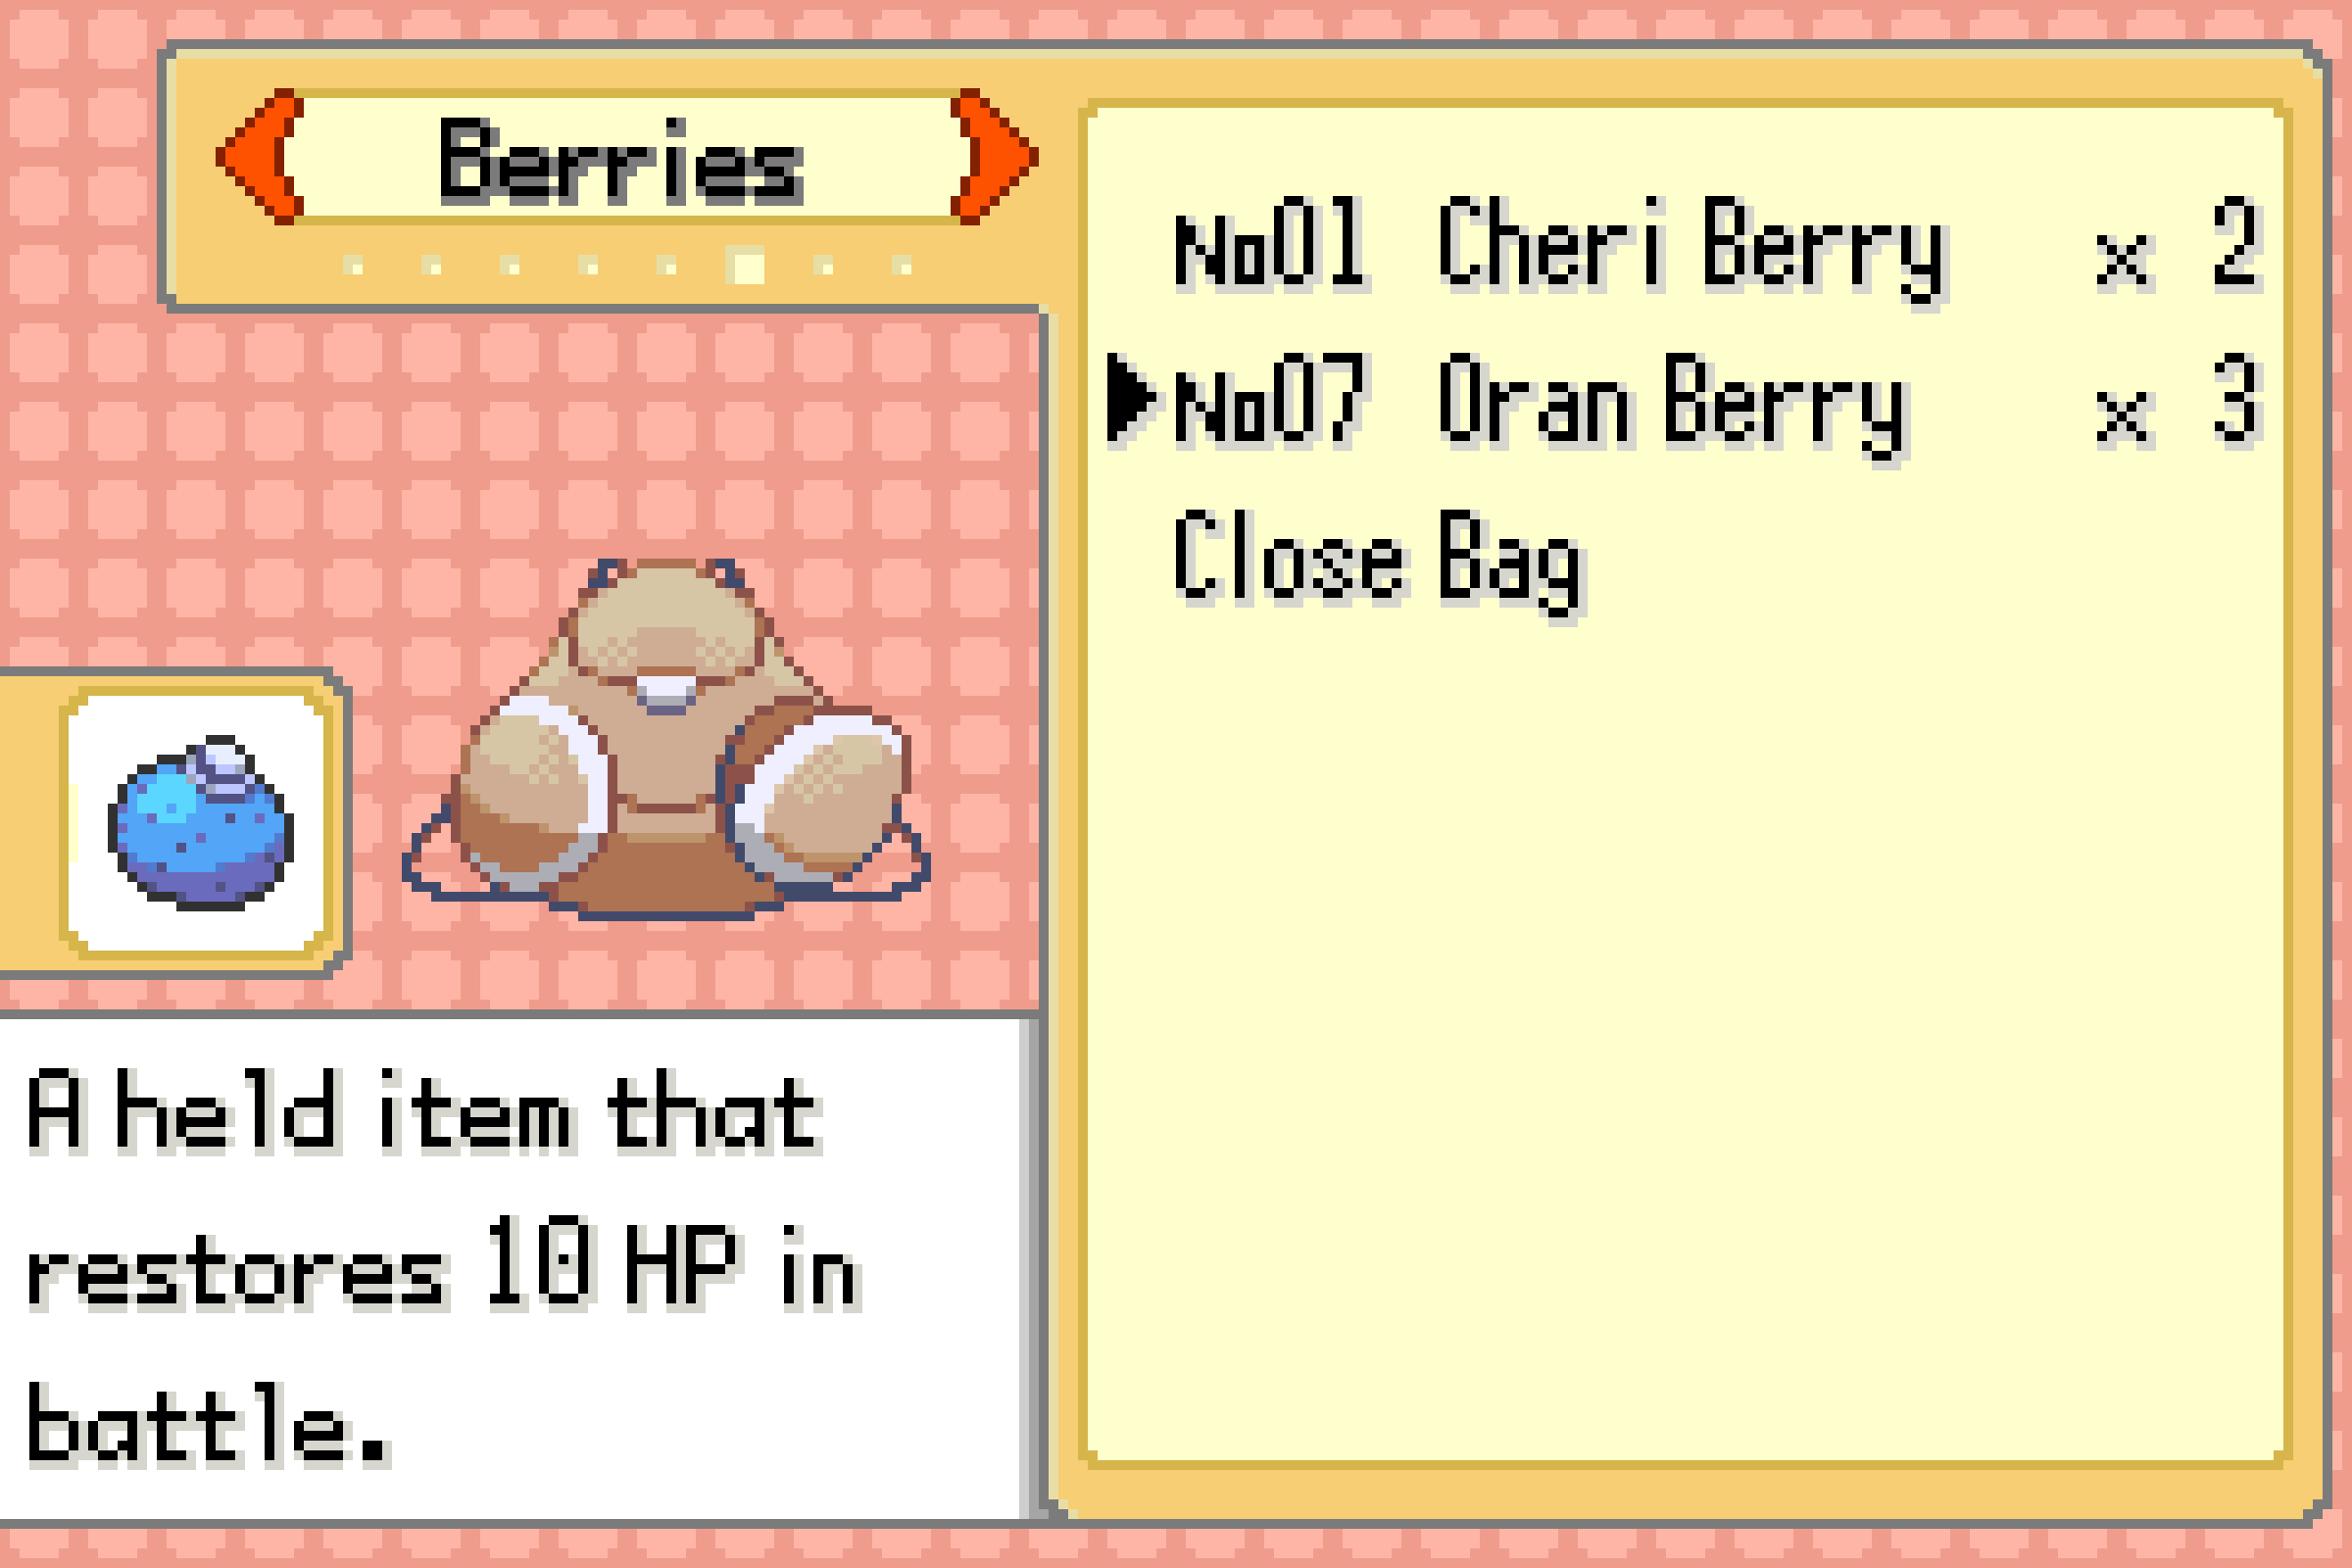 Berries
No01 Cheri Berry x 2
No07 Oran Berry x 3
Close Bag
A held item that
restores 10 HP in
battle.